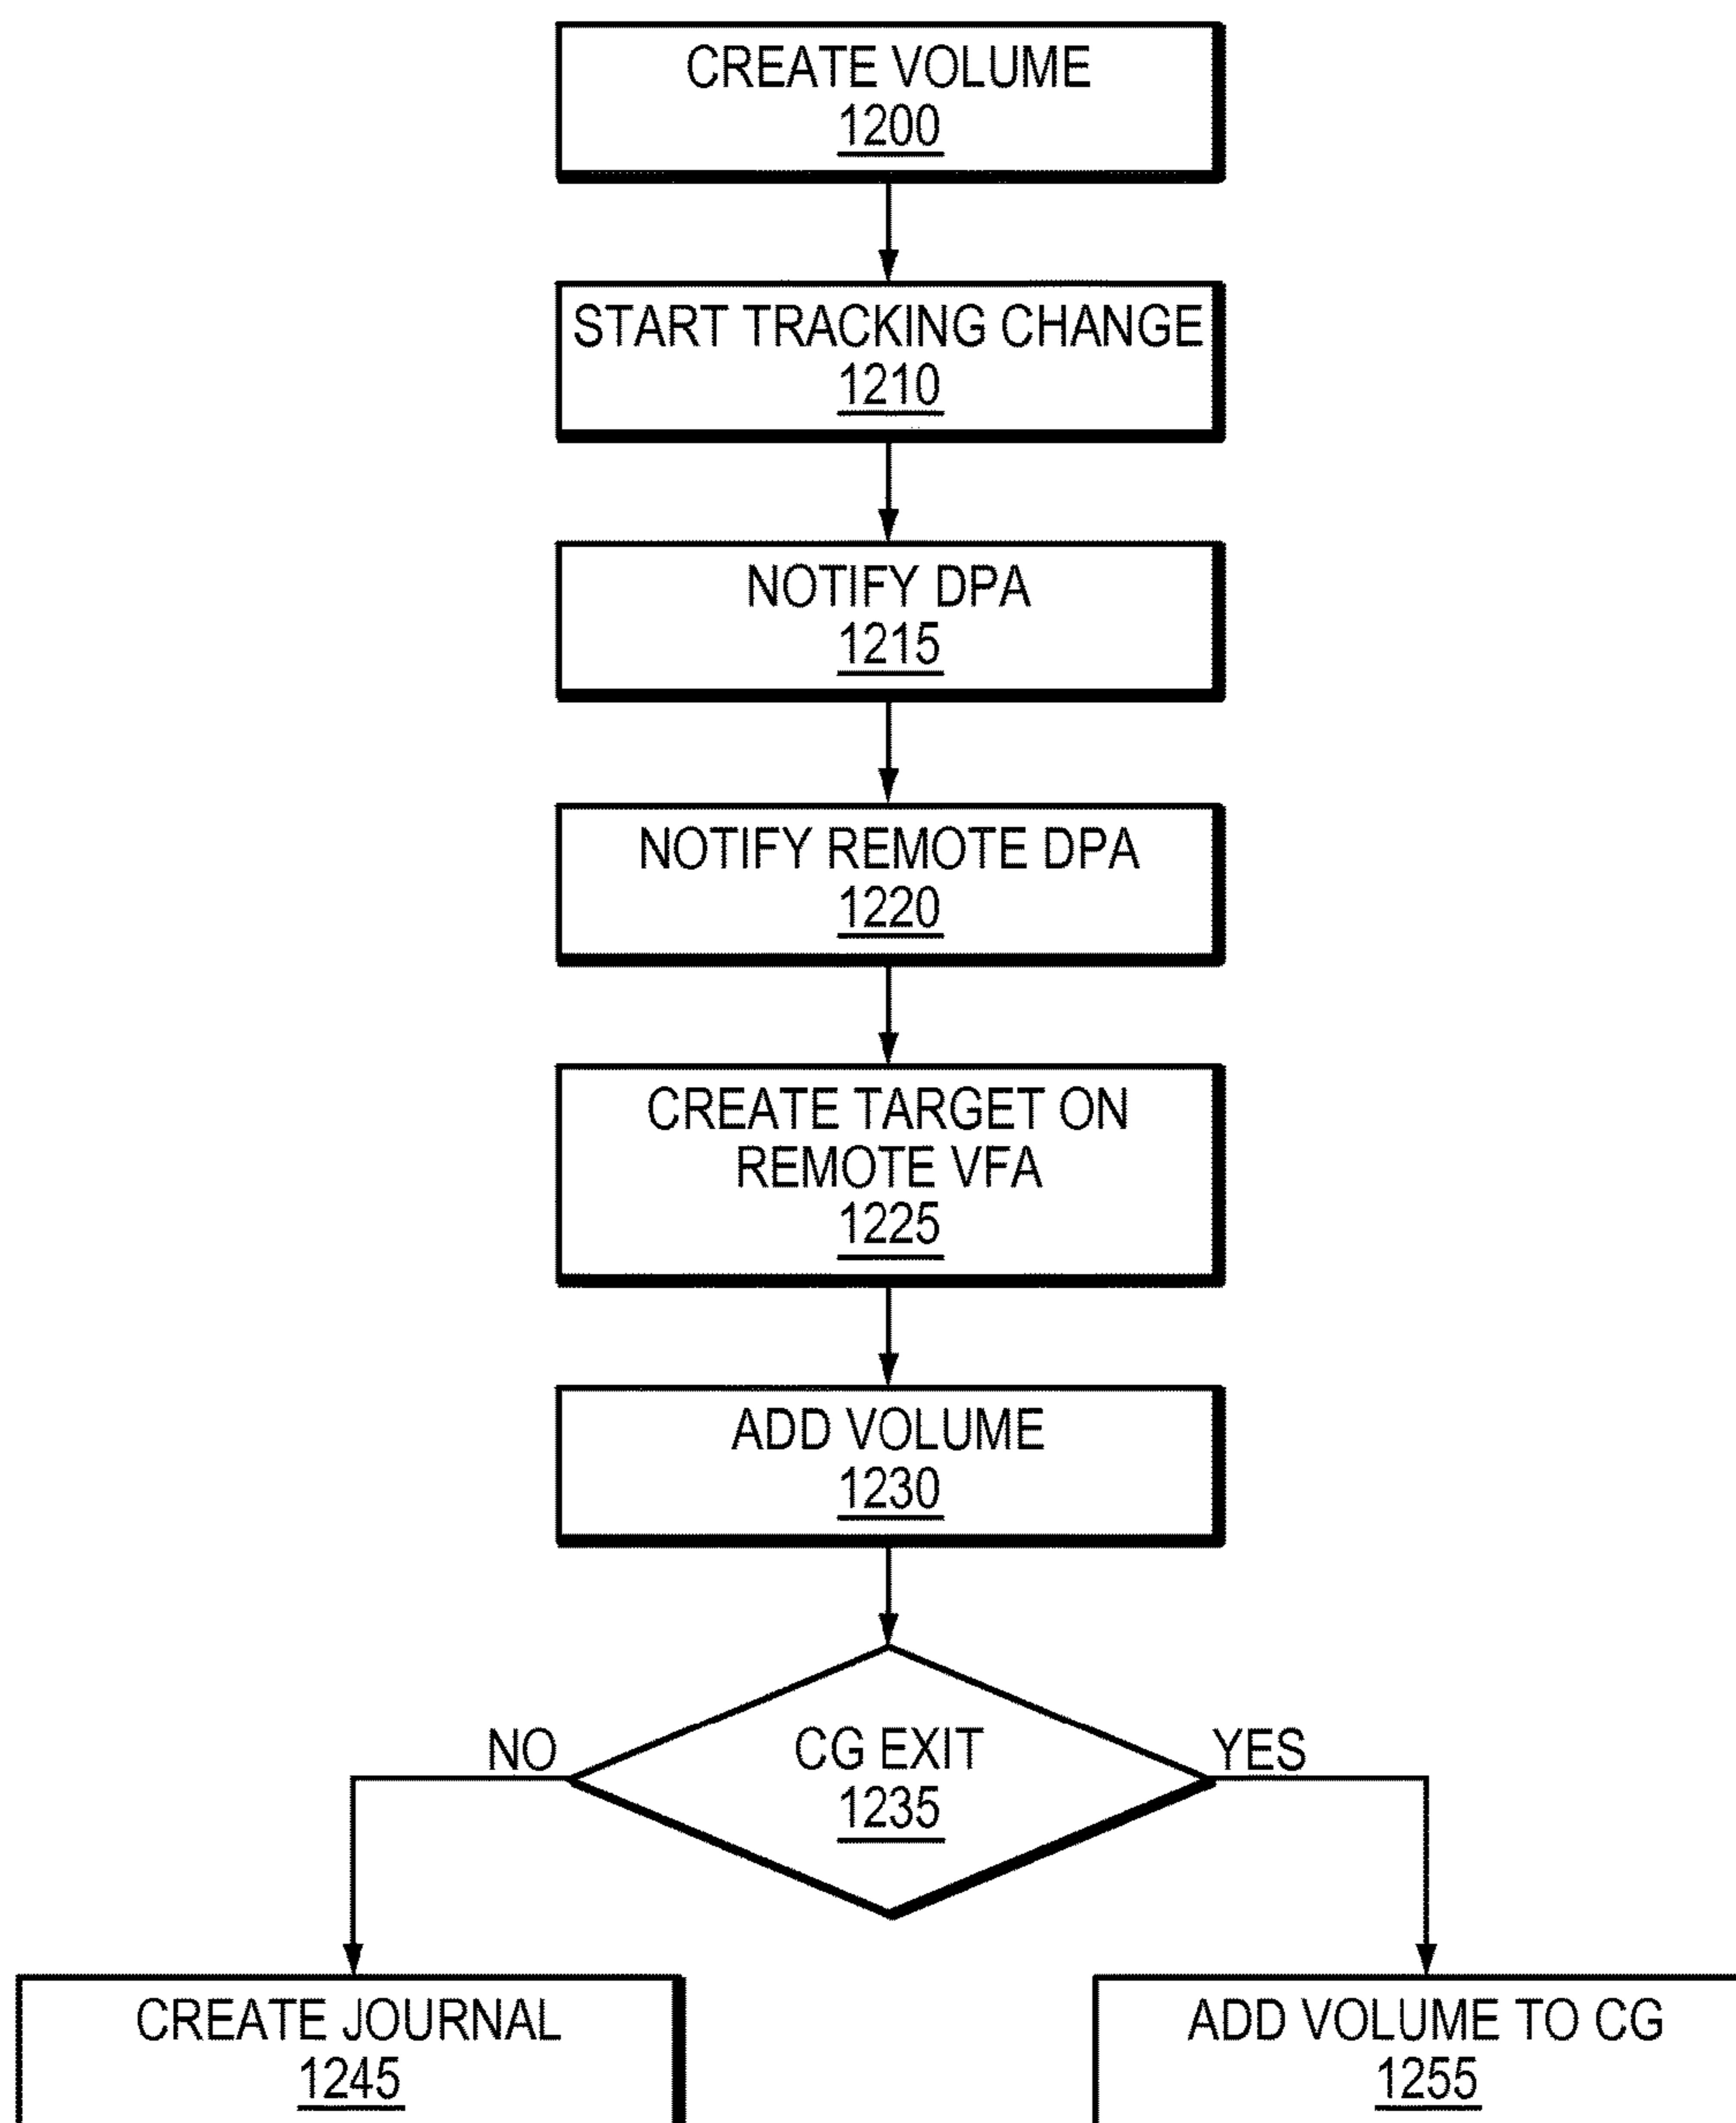 CREATE VOLUME
1200
START TRACKING CHANGE
1210
NOTIFY DPA
1215
NOTIFY REMOTE DPA
1220
CREATE TARGET ON
REMOTE VFA
1225
ADD VOLUME
1230
NO
CG EXIT
YES
1235
CREATE JOURNAL
1245
ADD VOLUME TO CG
1255